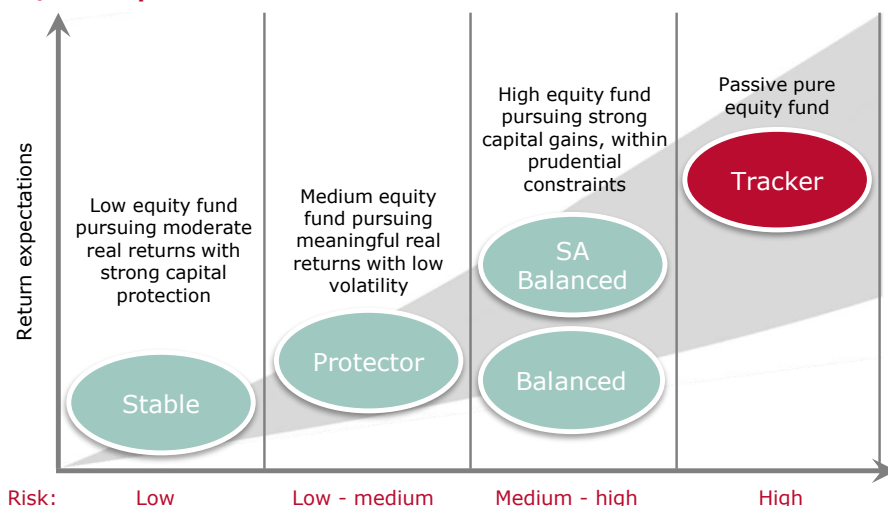 Passive pure
equity fund
High equity fund
pursuing strong
capital gains, within
prudential
constraints
Tracker
Medium equity
fund pursuing
meaningful real
returns with low
volatility
Low equity fund
pursuing moderate
real returns with
strong capital
protection
SA
Balanced
Return expectations
Protector
Balanced
Stable
Risk:
Low
Low - medium
Medium - high
High